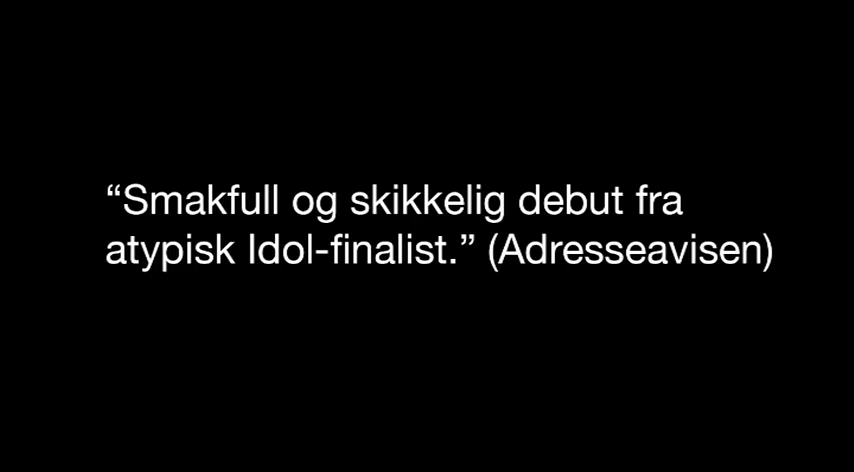 “Smakfull og skikkelig debut fra
atypisk Idol-finalist.” (Adresseavisen)